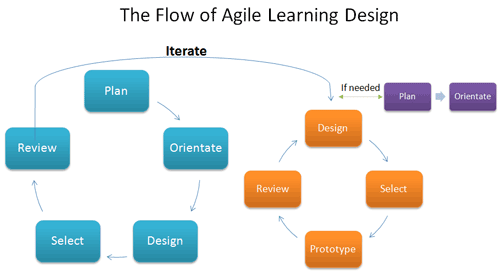 The Flow of Agile Learning Design
Iterate
Plan
Orientate
Design
Select
Review
If needed
Plan
Orientate
Design
Select
Prototype
Review